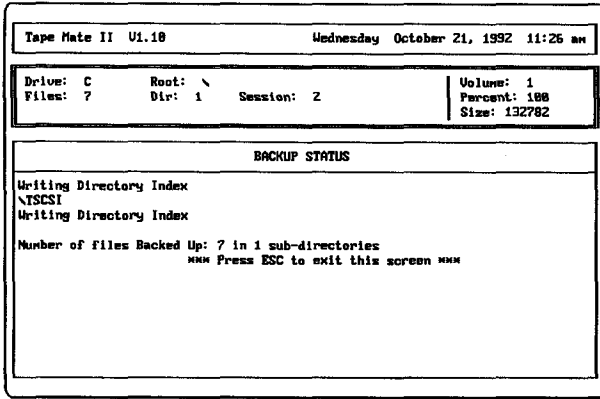 Tape Mate II V1.10 Wednesday October 21, 1992 11:26 am
Drive: C Root: \ Volume: 1
Files: 7 Dir: 1 Session: 2 Percent: 100
Size: 132782
BACKUP STATUS
Writing Directory Index
\TSCSI
Writing Directory Index
Number of files Backed Up: 7 in 1 sub-directories
*** Press ESC to exit this screen ***